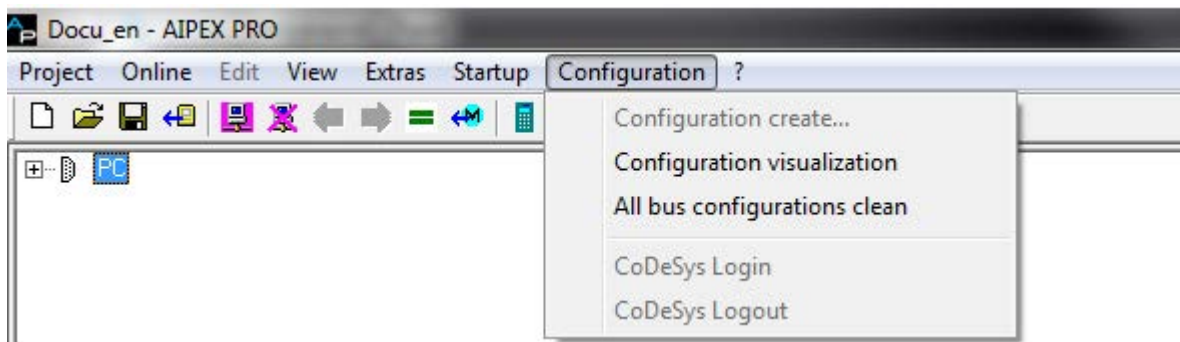 Docu_en - AIPEX PRO
Project Online Edit View Extras Startup Configuration ?
Configuration create...
PC
Configuration visualization
All bus configurations clean
CoDeSys Login
CoDeSys Logout